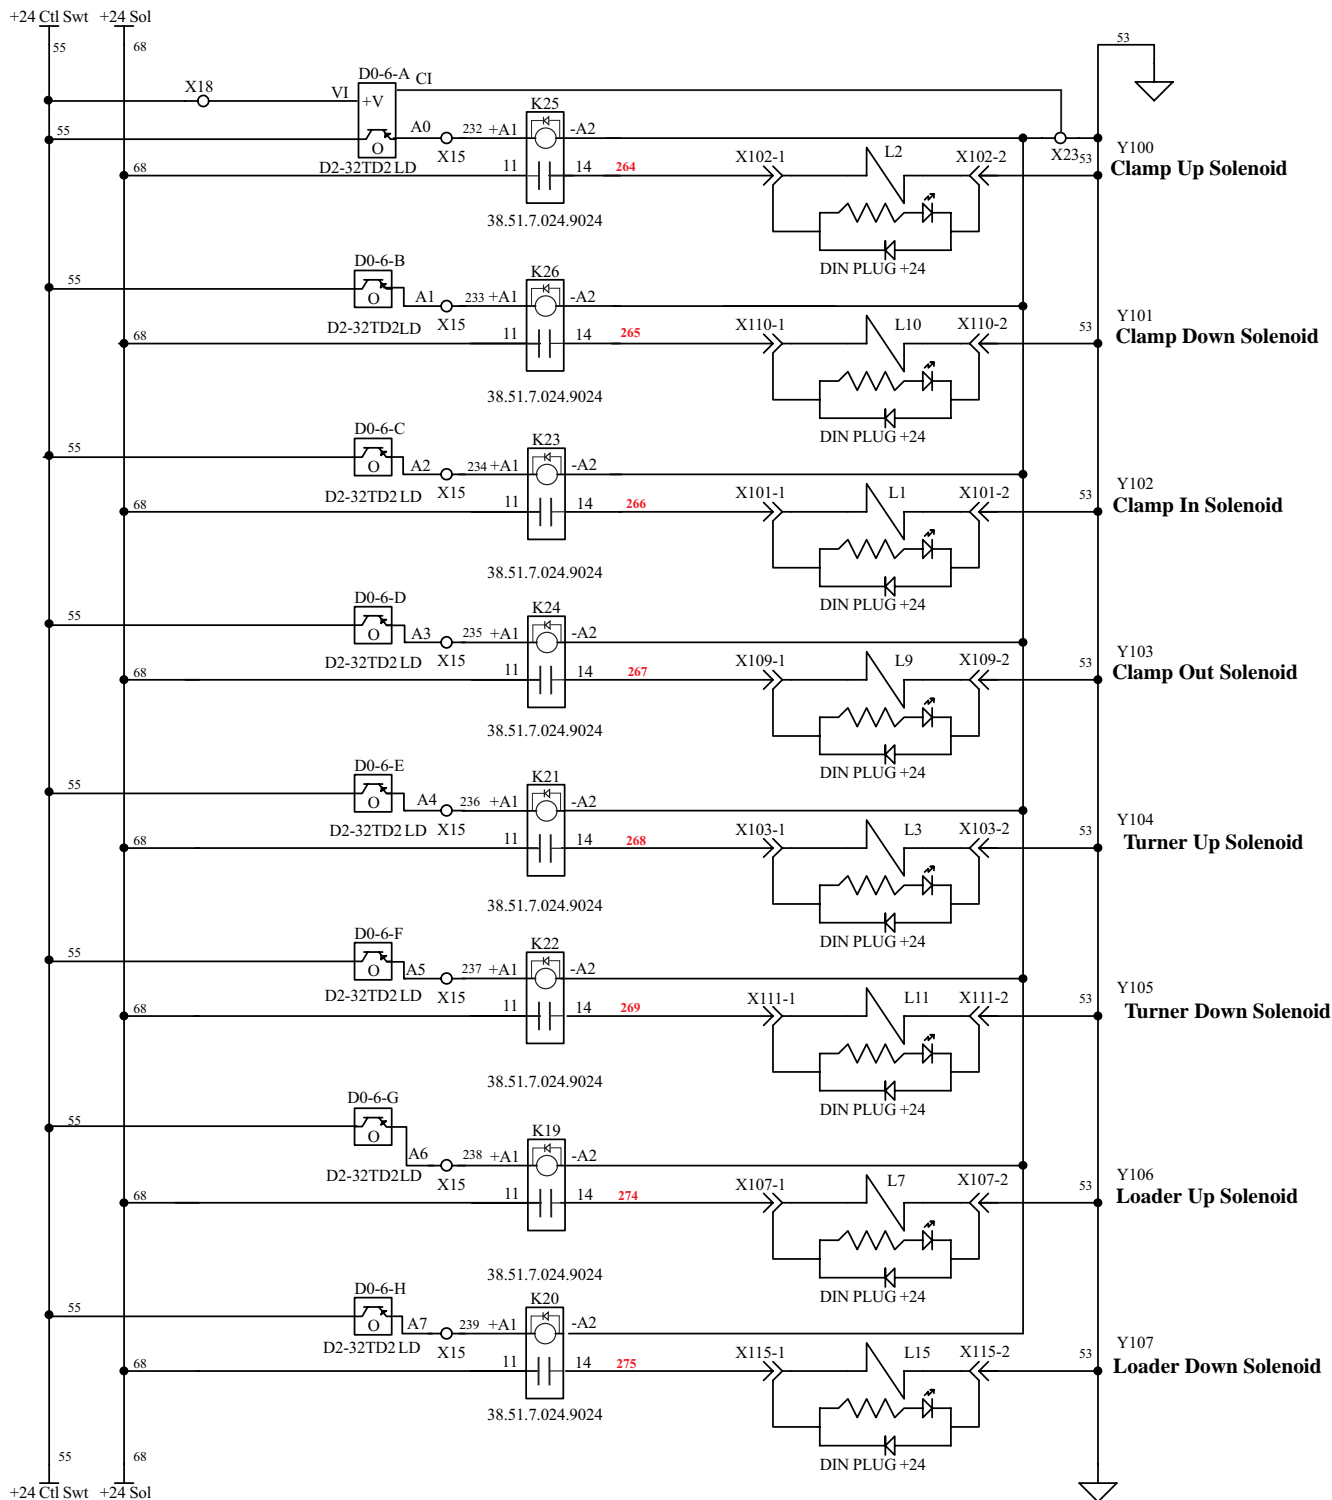 +24 Ctl Swt +24 Sol
55 68 53
D0-6-A
X18 VI +V CI K25
55 A0 232 +A1 -A2
O X15 X23 53 Y100
D2-32TD2 LD X102-1 L2 X102-2 Clamp Up Solenoid
68 11 14 264
38.51.7.024.9024
DIN PLUG +24
D0-6-B K26
55 A1 233 +A1 -A2
O X15 Y101
D2-32TD2 LD X110-1 L10 X110-2 53 Clamp Down Solenoid
68 11 14 265
38.51.7.024.9024
DIN PLUG +24
D0-6-C K23
55 A2 234 +A1 -A2
O X15 Y102
D2-32TD2 LD X101-1 L1 X101-2 53 Clamp In Solenoid
68 11 14 266
38.51.7.024.9024
DIN PLUG +24
D0-6-D K24
55 A3 235 +A1 -A2
O X15 Y103
D2-32TD2 LD X109-1 L9 X109-2 53 Clamp Out Solenoid
68 11 14 267
38.51.7.024.9024
DIN PLUG +24
D0-6-E K21
55 A4 236 +A1 -A2
O X15 Y104
D2-32TD2 LD X103-1 L3 X103-2 53 Turner Up Solenoid
68 11 14 268
38.51.7.024.9024
DIN PLUG +24
D0-6-F K22
55 A5 237 +A1 -A2
O X15 Y105
D2-32TD2 LD X111-1 L11 X111-2 53 Turner Down Solenoid
68 11 14 269
38.51.7.024.9024
DIN PLUG +24
D0-6-G K19
55 A6 238 +A1 -A2
O X15 Y106
D2-32TD2 LD X107-1 L7 X107-2 53 Loader Up Solenoid
68 11 14 274
38.51.7.024.9024
DIN PLUG +24
D0-6-H K20
55 A7 239 +A1 -A2
O X15 Y107
D2-32TD2 LD X115-1 L15 X115-2 53 Loader Down Solenoid
68 11 14 275
38.51.7.024.9024
DIN PLUG +24
55 68
+24 Ctl Swt +24 Sol